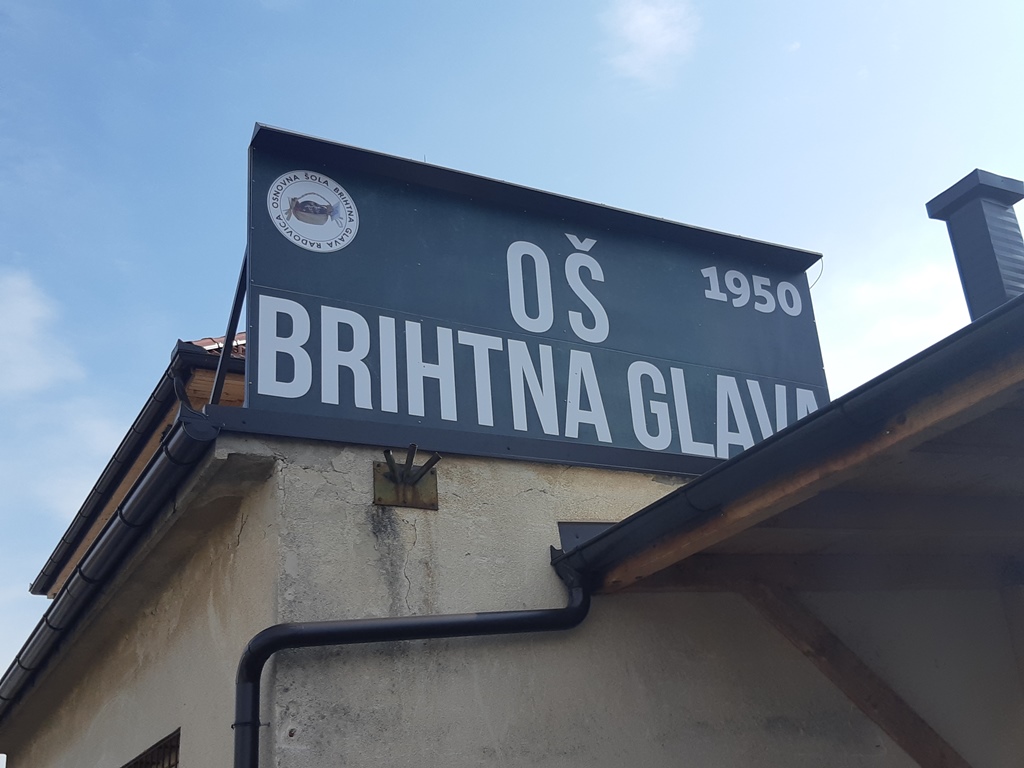 OSNOVNA ŠOLA BRIHTNA GLAVA RADOVICA
OŠ
1950
BRIHTNA GLAVA